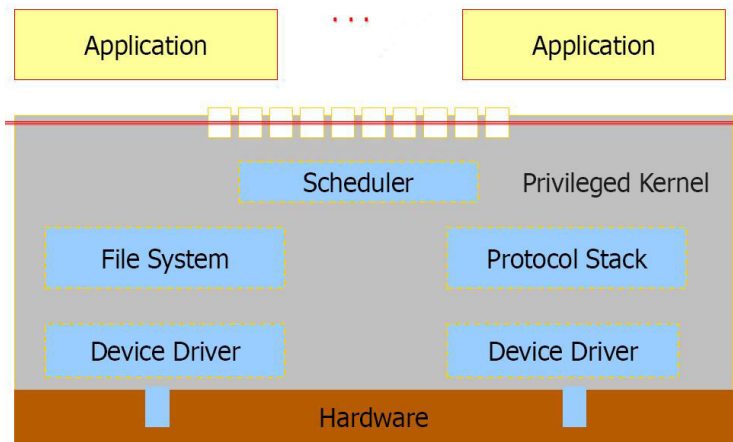 Application
...
Application
Scheduler
Privileged Kernel
File System
Protocol Stack
Device Driver
Device Driver
Hardware